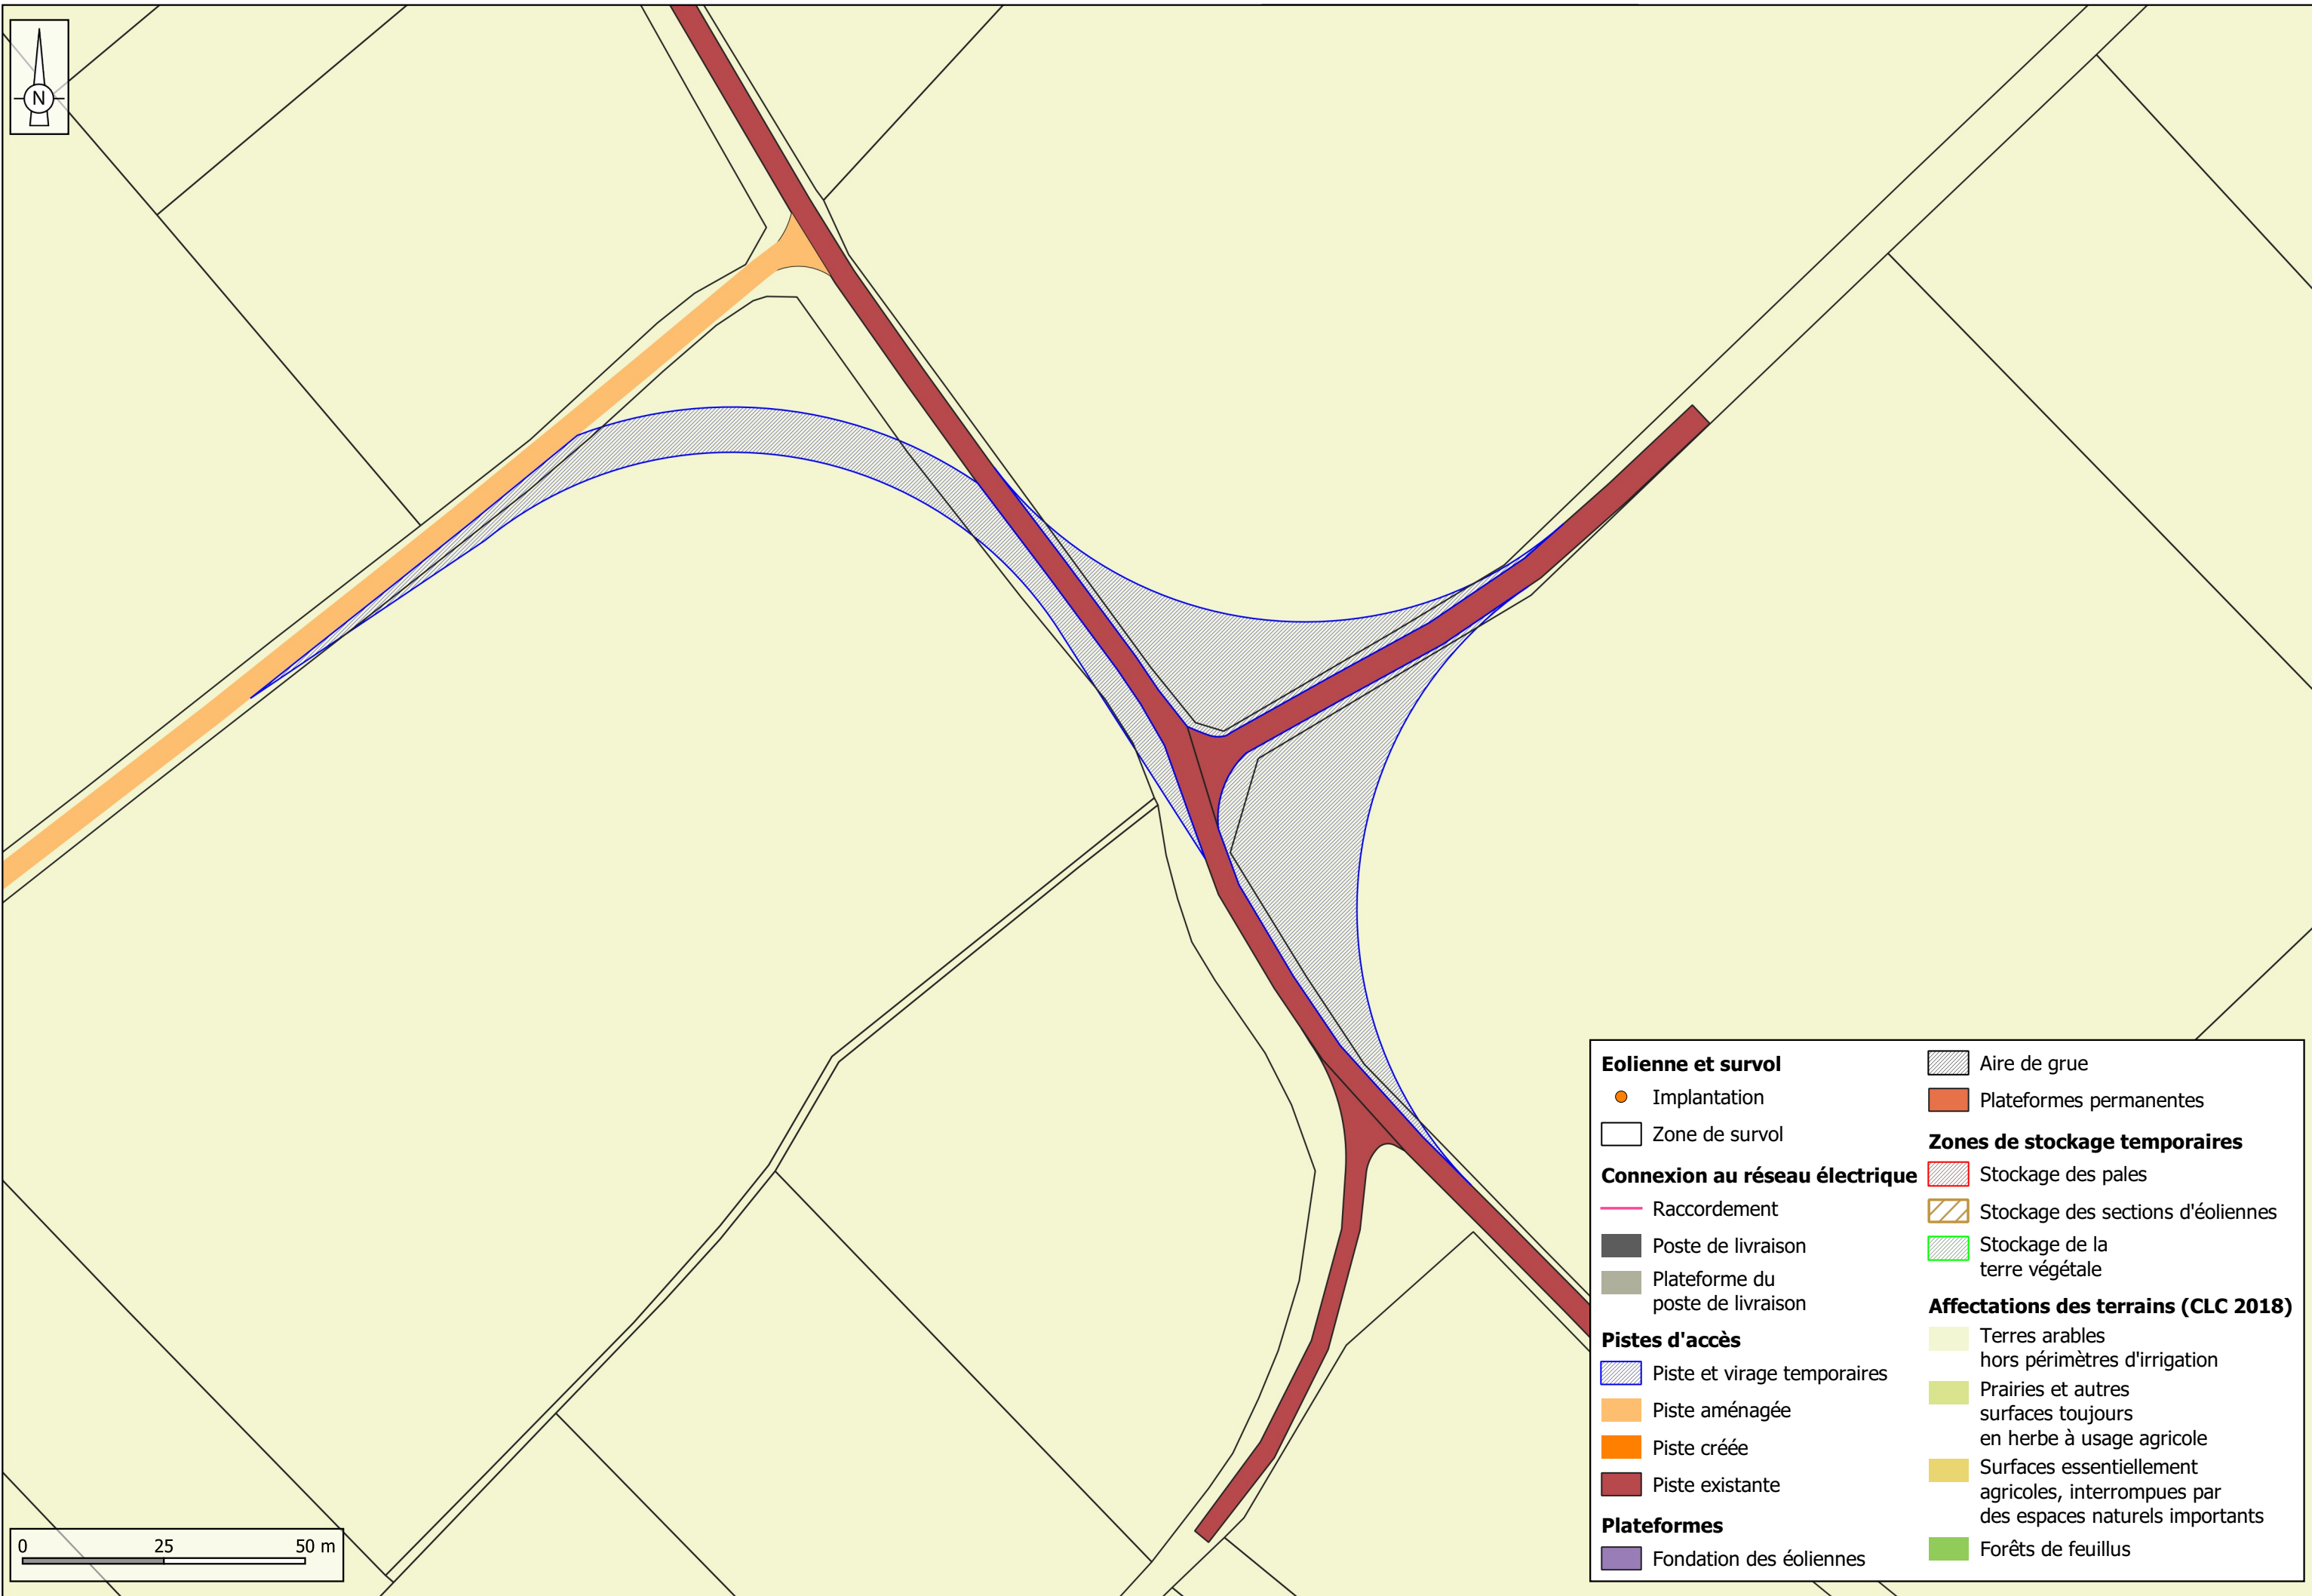 N
Eolienne et survol
Implantation
Zone de survol
Connexion au réseau électrique
Raccordement
Poste de livraison
Plateforme du
poste de livraison
Pistes d'accès
Piste et virage temporaires
Piste aménagée
Piste créée
Piste existante
Plateformes
Fondation des éoliennes
Aire de grue
Plateformes permanentes
Zones de stockage temporaires
Stockage des pales
Stockage des sections d'éoliennes
Stockage de la
terre végétale
Affectations des terrains (CLC 2018)
Terres arables
hors périmètres d'irrigation
Prairies et autres
surfaces toujours
en herbe à usage agricole
Surfaces essentiellement
agricoles, interrompues par
des espaces naturels importants
Forêts de feuillus
0 25 50 m